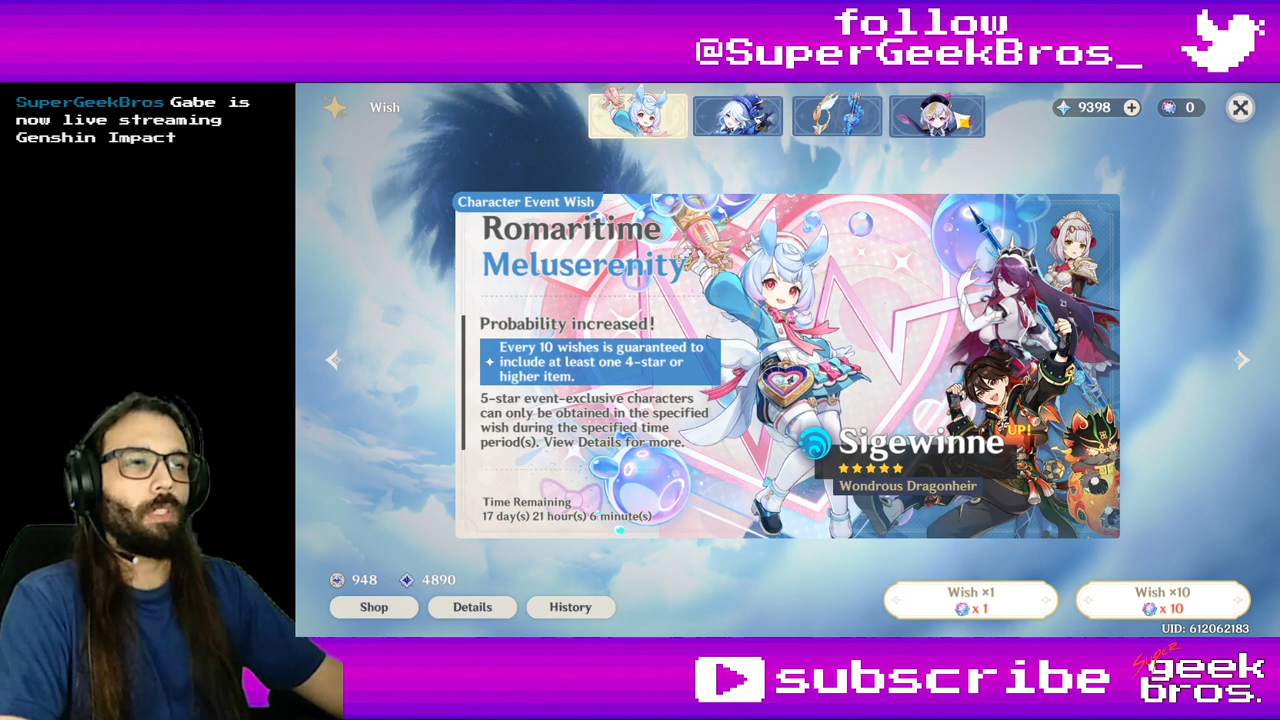 follow
@SuperGeekBros_
SuperGeekBros Gabe is
now live streaming
Genshin Impact
Wish
9398
0
Character Event Wish
Romaritime
Meluserenity
Probability increased!
Every 10 wishes is guaranteed to
include at least one 4-star or
higher item.
5-star event-exclusive characters
can only be obtained in the specified
wish during the specified time
period(s). View Details for more.
Time Remaining
17 day(s) 21 hour(s) 6 minute(s)
UP!
Sigewinne
Wondrous Dragonheir
948 4890
Shop Details History
Wish ×1
x 1
Wish ×10
x 10
UID: 612062183
subscribe
SUPER
geek
bros.